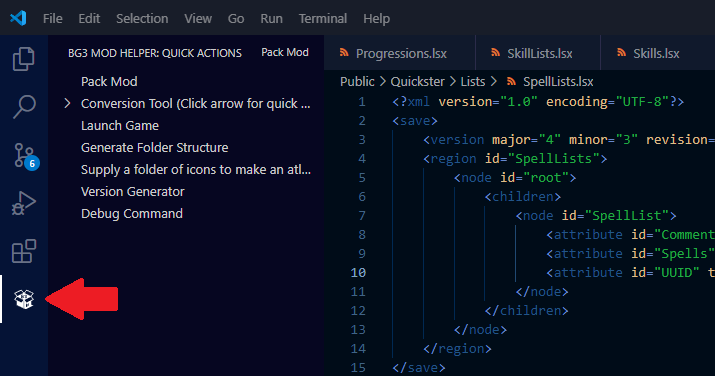 File Edit Selection View Go Run Terminal Help
BG3 MOD HELPER: QUICK ACTIONS Pack Mod
Progressions.lsx SkillLists.lsx Skills.lsx
Pack Mod
Conversion Tool (Click arrow for quick ...
Launch Game
Generate Folder Structure
Supply a folder of icons to make an atl...
Version Generator
Debug Command
6
Public > Quickster > Lists > SpellLists.lsx
1 <?xml version="1.0" encoding="UTF-8"?>
2 <save>
3 <version major="4" minor="3" revision=
4 <region id="SpellLists">
5 <node id="root">
6 <children>
7 <node id="SpellList">
8 <attribute id="Comment
9 <attribute id="Spells"
10 <attribute id="UUID" t
11 </node>
12 </children>
13 </node>
14 </region>
15 </save>